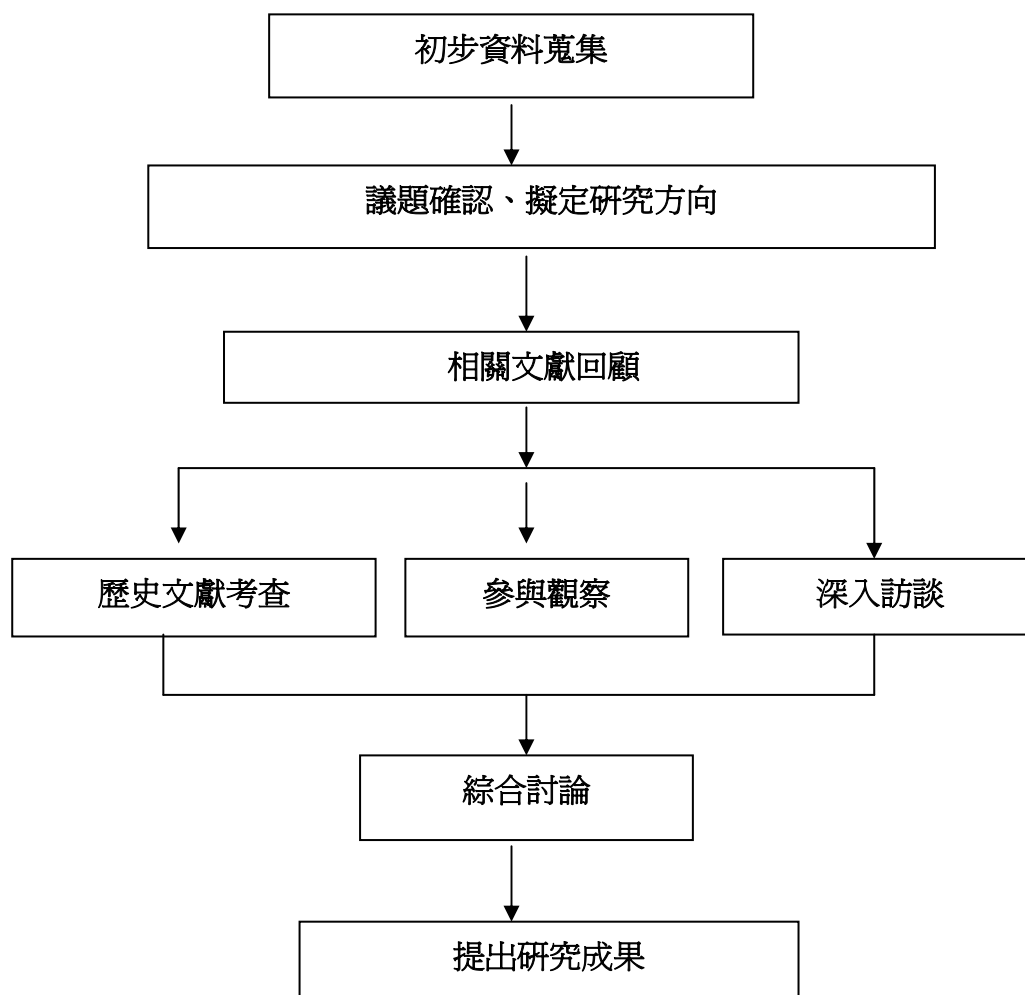 初步資料蒐集
議題確認、擬定研究方向
相關文獻回顧
歷史文獻考查
參與觀察
深入訪談
綜合討論
提出研究成果